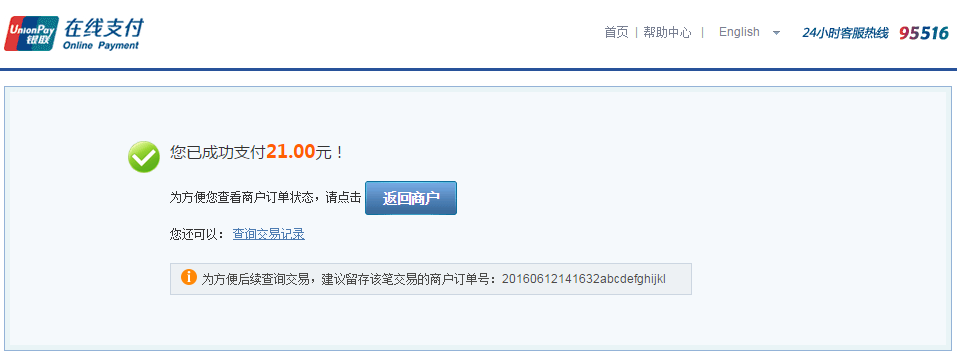 UnionPay 银联 在线支付
Online Payment
首页 | 帮助中心 | English 24小时客服热线 95516
您已成功支付21.00元！
为方便您查看商户订单状态，请点击 返回商户
您还可以： 查询交易记录
i 为方便后续查询交易，建议留存该笔交易的商户订单号：20160612141632abcdefghijkl